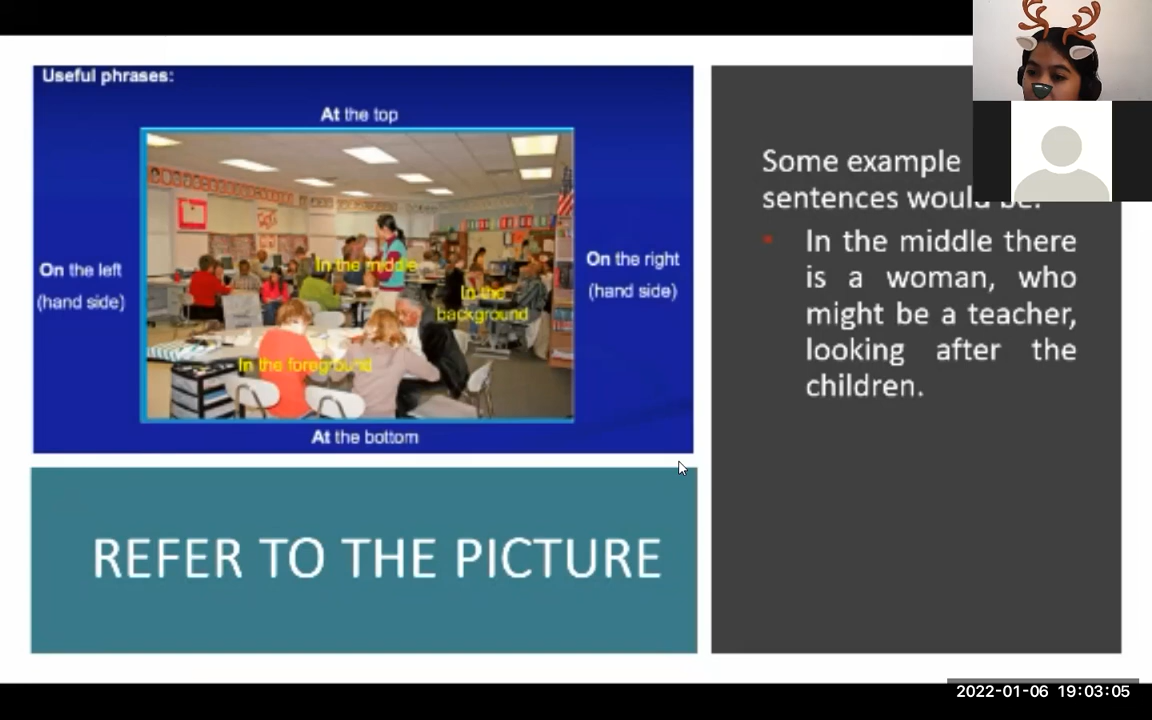 Useful phrases:
At the top
On the left
(hand side)
In the middle
In the
background
On the right
(hand side)
In the foreground
At the bottom
REFER TO THE PICTURE
Some example
sentences would be:
In the middle there
is a woman, who
might be a teacher,
looking after the
children.
2022-01-06 19:03:05